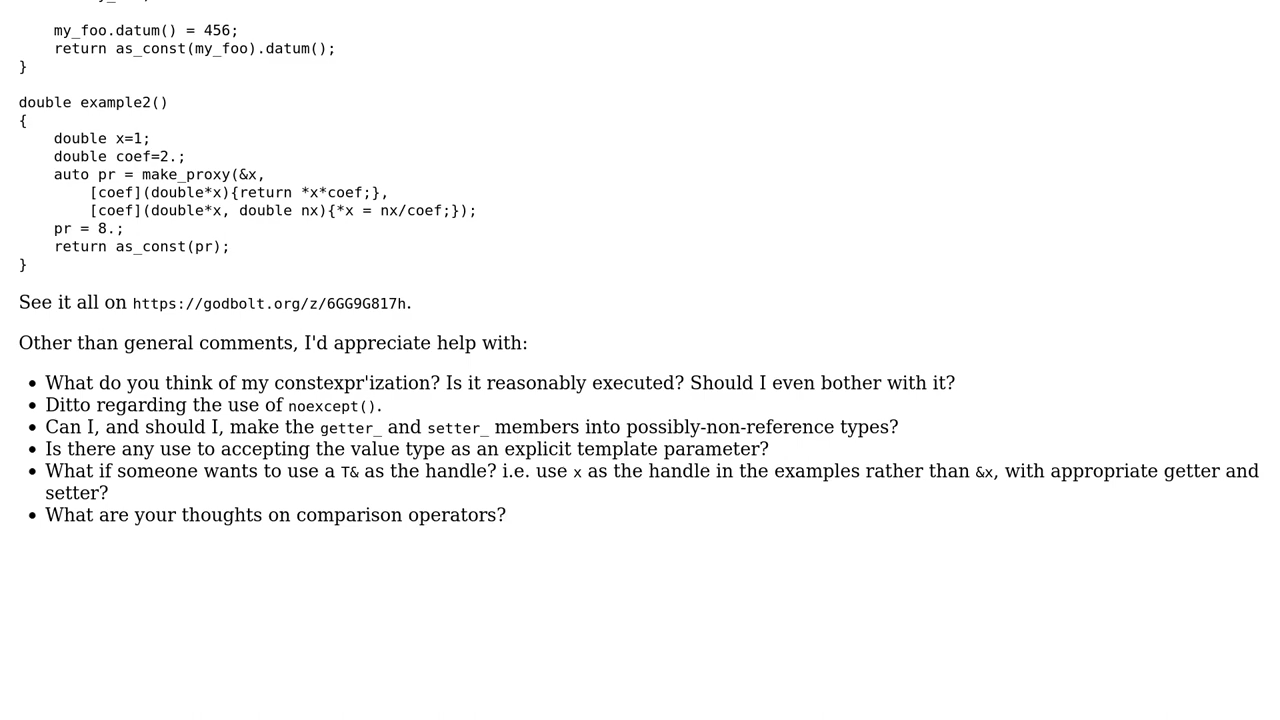 my_foo.datum() = 456;
return as_const(my_foo).datum();
}
double example2()
{
double x=1;
double coef=2.;
auto pr = make_proxy(&x,
[coef](double*x){return *x*coef;},
[coef](double*x, double nx){*x = nx/coef;});
pr = 8.;
return as_const(pr);
}
See it all on https://godbolt.org/z/6GG9G817h.
Other than general comments, I'd appreciate help with:
• What do you think of my constexpr'ization? Is it reasonably executed? Should I even bother with it?
• Ditto regarding the use of noexcept().
• Can I, and should I, make the getter_ and setter_ members into possibly-non-reference types?
• Is there any use to accepting the value type as an explicit template parameter?
• What if someone wants to use a T& as the handle? i.e. use x as the handle in the examples rather than &x, with appropriate getter and
setter?
• What are your thoughts on comparison operators?